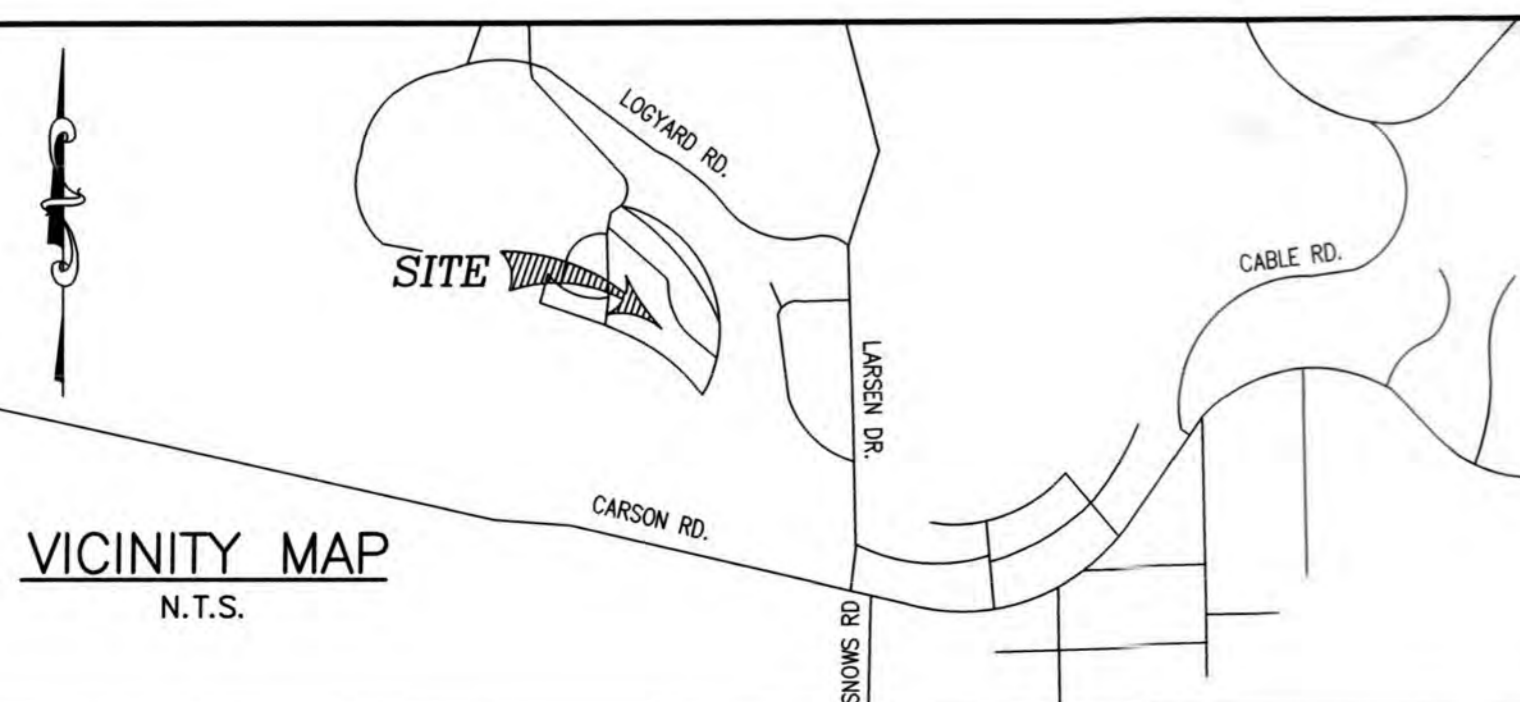 LOGYARD RD.
SITE
CABLE RD.
LARSEN DR.
CARSON RD.
VICINITY MAP
N.T.S.
SNOWS RD